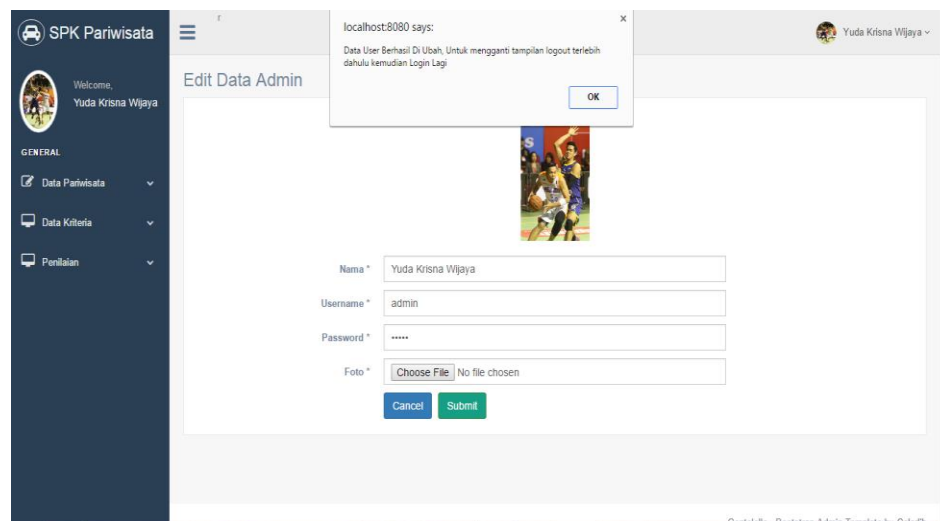 SPK Pariwisata
r
localhost:8080 says:
x
Data User Berhasil Di Ubah, Untuk mengganti tampilan logout terlebih
dahulu kemudian Login Lagi
OK
Yuda Krisna Wijaya
Welcome,
Yuda Krisna Wijaya
Edit Data Admin
GENERAL
Data Pariwisata
Data Kriteria
Penilaian
Nama *
Yuda Krisna Wijaya
Username *
admin
Password *
•••••
Foto *
Choose File No file chosen
Cancel Submit